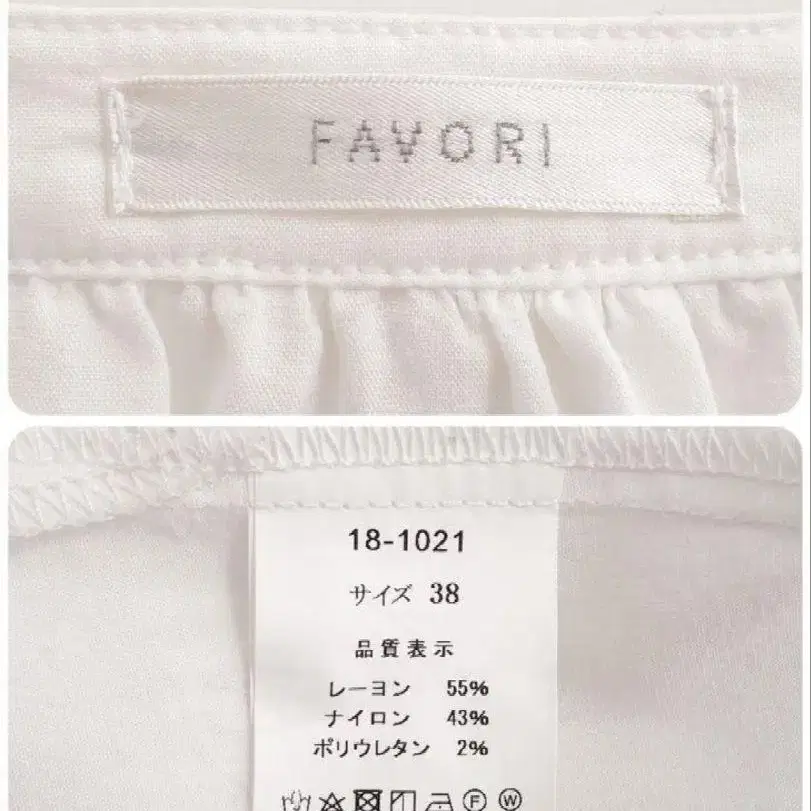 FAVORI
18-1021
サイズ 38
品質表示
レーヨン 55%
ナイロン 43%
ポリウレタン 2%
F W